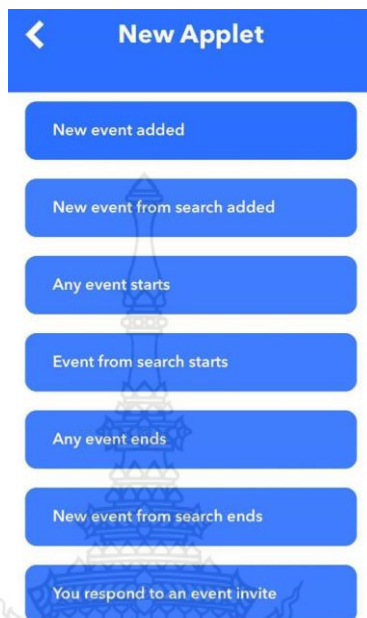 New Applet
New event added
New event from search added
Any event starts
Event from search starts
Any event ends
New event from search ends
You respond to an event invite